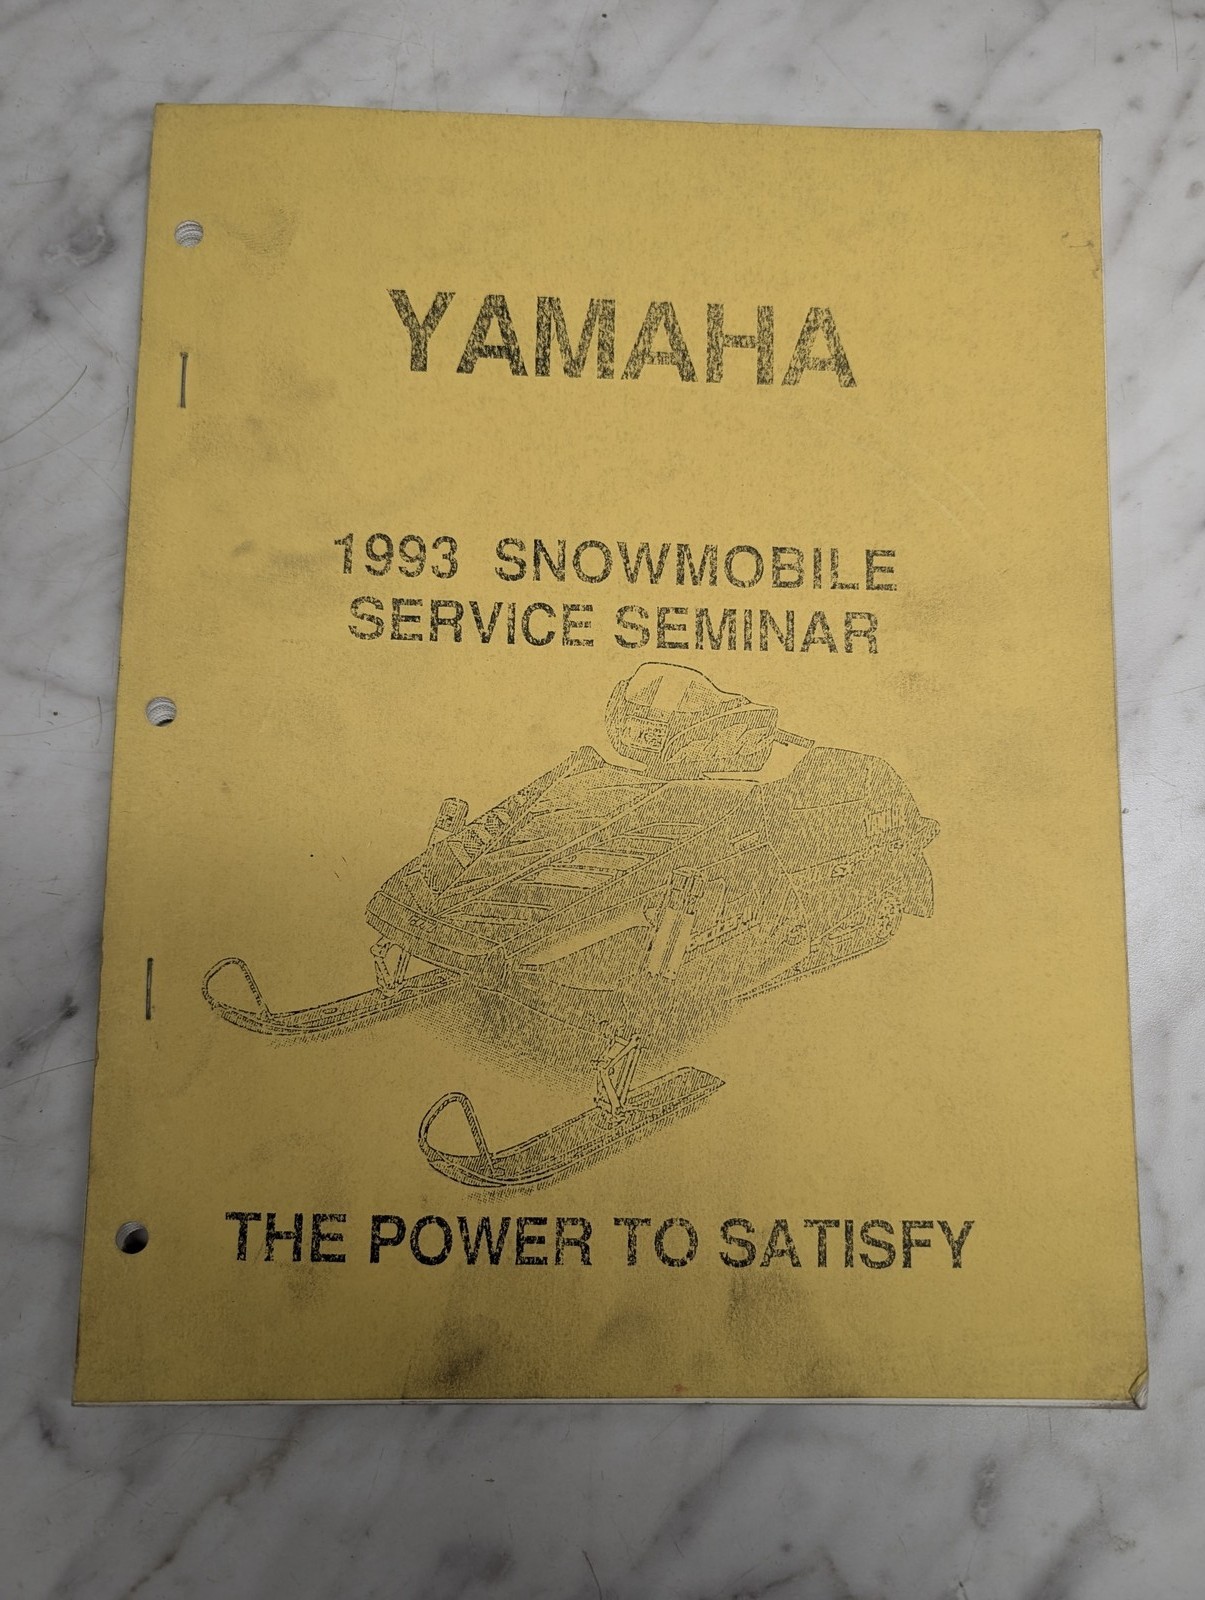 YAMAHA
1993 SNOWMOBILE
SERVICE SEMINAR
THE POWER TO SATISFY